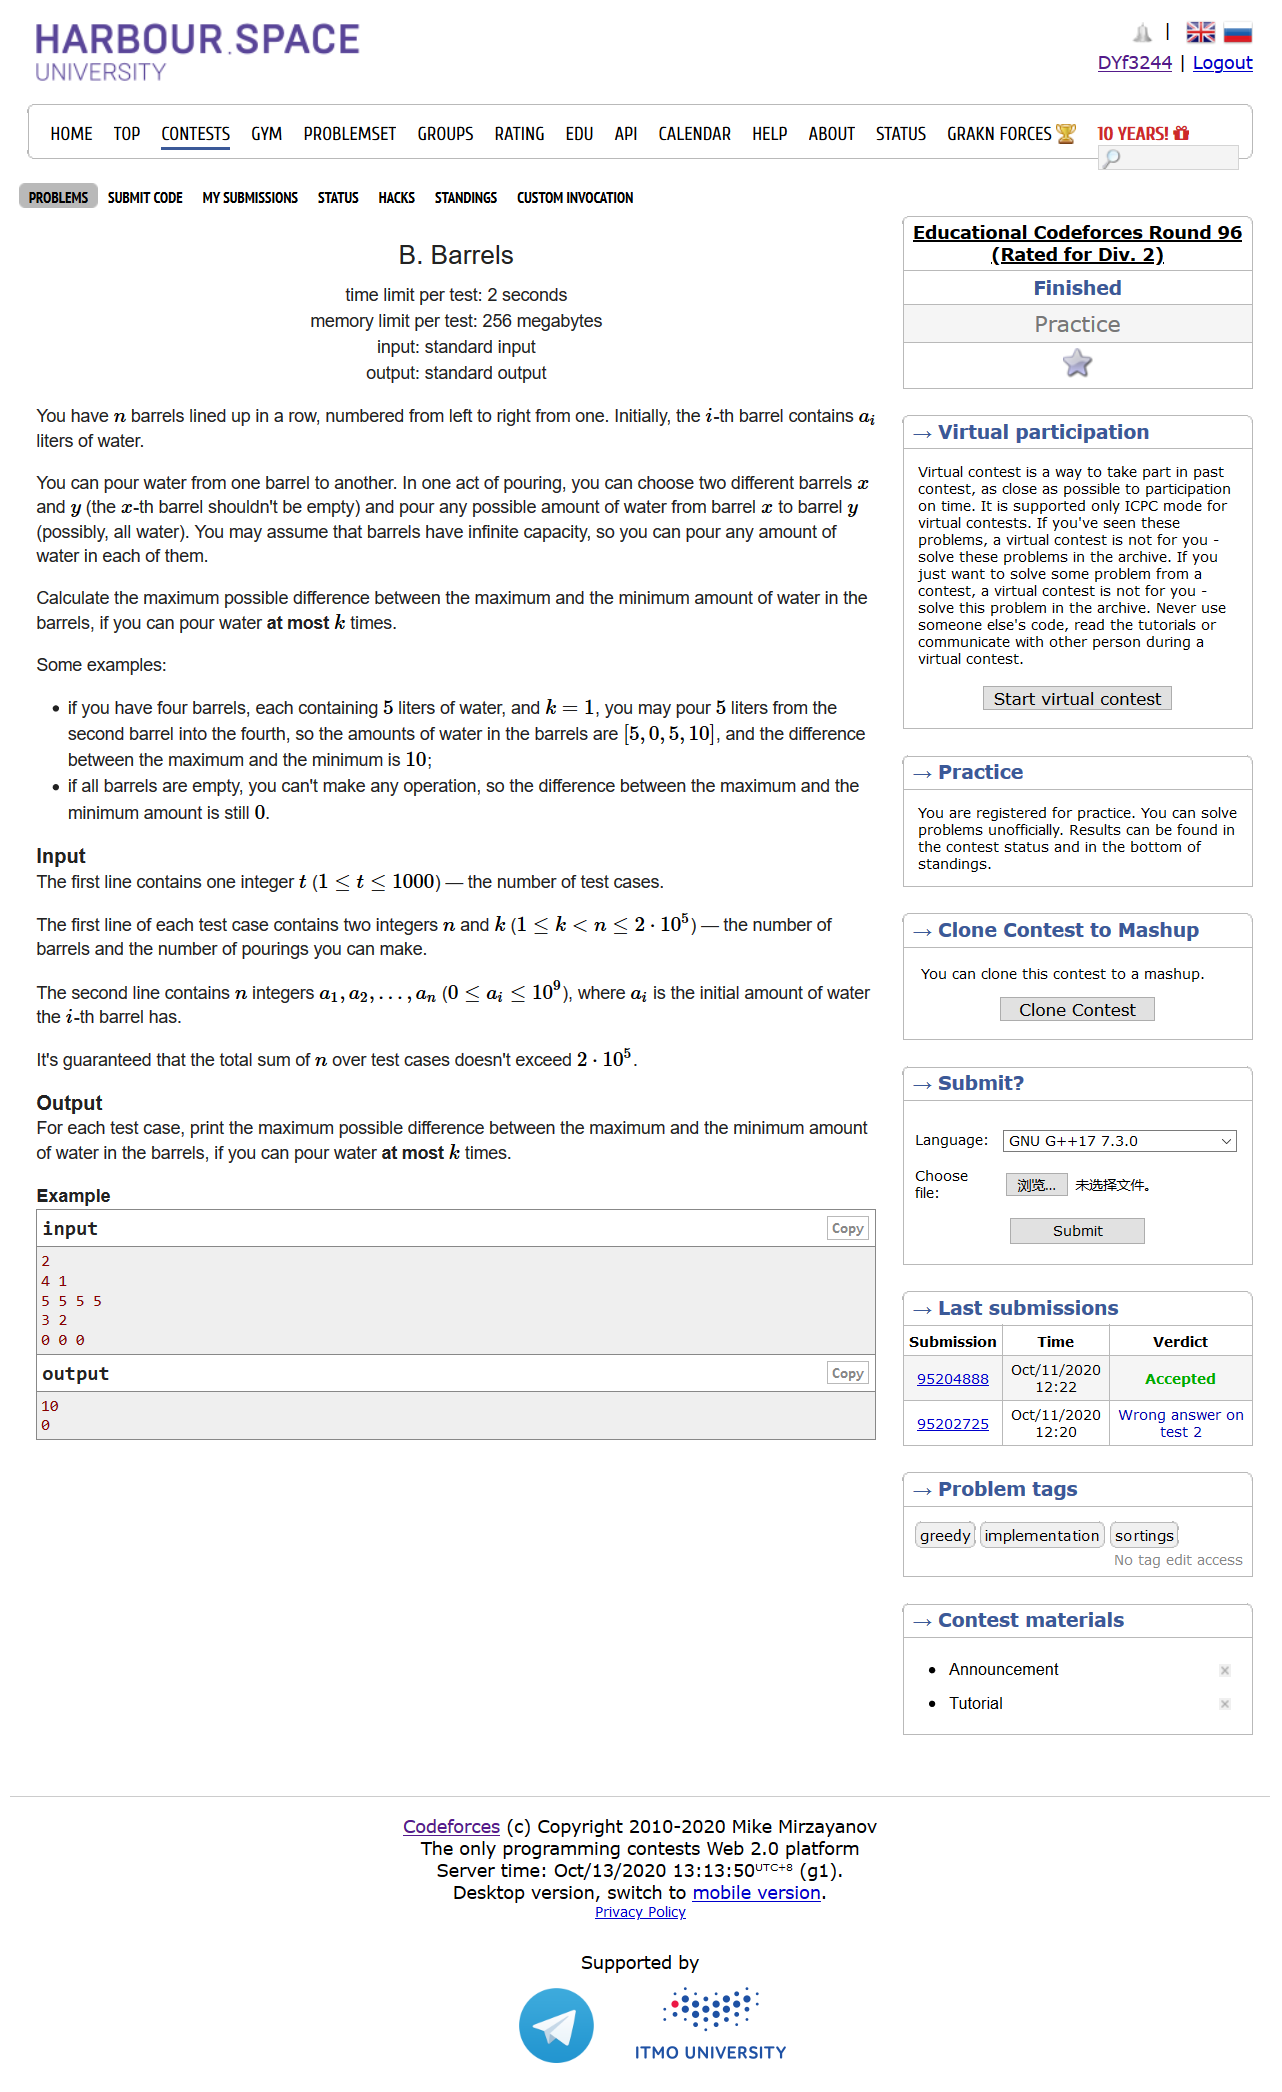 HARBOUR.SPACE
UNIVERSITY
|
DYf3244 | Logout
HOME TOP CONTESTS GYM PROBLEMSET GROUPS RATING EDU API CALENDAR HELP ABOUT STATUS GRAKN FORCES 10 YEARS!
PROBLEMS SUBMIT CODE MY SUBMISSIONS STATUS HACKS STANDINGS CUSTOM INVOCATION
B. Barrels
time limit per test: 2 seconds
memory limit per test: 256 megabytes
input: standard input
output: standard output
You have n barrels lined up in a row, numbered from left to right from one. Initially, the i-th barrel contains a_i
liters of water.
You can pour water from one barrel to another. In one act of pouring, you can choose two different barrels x
and y (the x-th barrel shouldn't be empty) and pour any possible amount of water from barrel x to barrel y
(possibly, all water). You may assume that barrels have infinite capacity, so you can pour any amount of
water in each of them.
Calculate the maximum possible difference between the maximum and the minimum amount of water in the
barrels, if you can pour water at most k times.
Some examples:
• if you have four barrels, each containing 5 liters of water, and k = 1, you may pour 5 liters from the
second barrel into the fourth, so the amounts of water in the barrels are [5, 0, 5, 10], and the difference
between the maximum and the minimum is 10;
• if all barrels are empty, you can't make any operation, so the difference between the maximum and the
minimum amount is still 0.
Input
The first line contains one integer t (1 ≤ t ≤ 1000) — the number of test cases.
The first line of each test case contains two integers n and k (1 ≤ k < n ≤ 2 · 10^5) — the number of
barrels and the number of pourings you can make.
The second line contains n integers a_1, a_2, . . . , a_n (0 ≤ a_i ≤ 10^9), where a_i is the initial amount of water
the i-th barrel has.
It's guaranteed that the total sum of n over test cases doesn't exceed 2 · 10^5.
Output
For each test case, print the maximum possible difference between the maximum and the minimum amount
of water in the barrels, if you can pour water at most k times.
Example
input Copy
2
4 1
5 5 5 5
3 2
0 0 0
output Copy
10
0
Educational Codeforces Round 96
(Rated for Div. 2)
Finished
Practice
→ Virtual participation
Virtual contest is a way to take part in past
contest, as close as possible to participation
on time. It is supported only ICPC mode for
virtual contests. If you've seen these
problems, a virtual contest is not for you -
solve these problems in the archive. If you
just want to solve some problem from a
contest, a virtual contest is not for you -
solve this problem in the archive. Never use
someone else's code, read the tutorials or
communicate with other person during a
virtual contest.
Start virtual contest
→ Practice
You are registered for practice. You can solve
problems unofficially. Results can be found in
the contest status and in the bottom of
standings.
→ Clone Contest to Mashup
You can clone this contest to a mashup.
Clone Contest
→ Submit?
Language: GNU G++17 7.3.0
Choose
file: 浏览... 未选择文件。
Submit
→ Last submissions
Submission Time Verdict
95204888 Oct/11/2020
12:22 Accepted
95202725 Oct/11/2020
12:20 Wrong answer on
test 2
→ Problem tags
greedy implementation sortings
No tag edit access
→ Contest materials
• Announcement
• Tutorial
Codeforces (c) Copyright 2010-2020 Mike Mirzayanov
The only programming contests Web 2.0 platform
Server time: Oct/13/2020 13:13:50 UTC+8 (g1).
Desktop version, switch to mobile version.
Privacy Policy
Supported by
ITMO UNIVERSITY